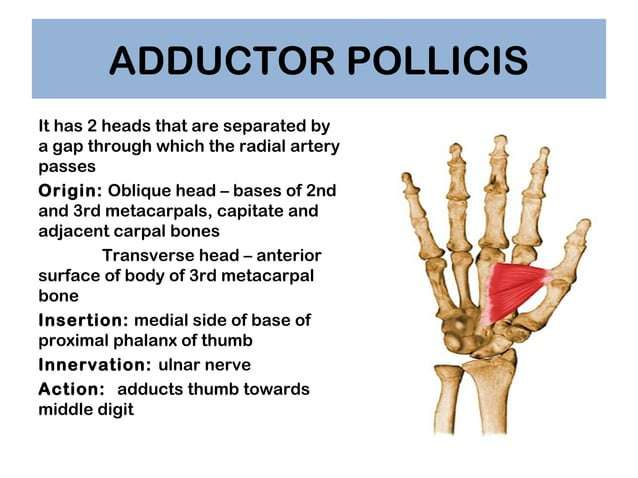 ADDUCTOR POLLICIS
It has 2 heads that are separated by
a gap through which the radial artery
passes
Origin: Oblique head – bases of 2nd
and 3rd metacarpals, capitate and
adjacent carpal bones
Transverse head – anterior
surface of body of 3rd metacarpal
bone
Insertion: medial side of base of
proximal phalanx of thumb
Innervation: ulnar nerve
Action: adducts thumb towards
middle digit